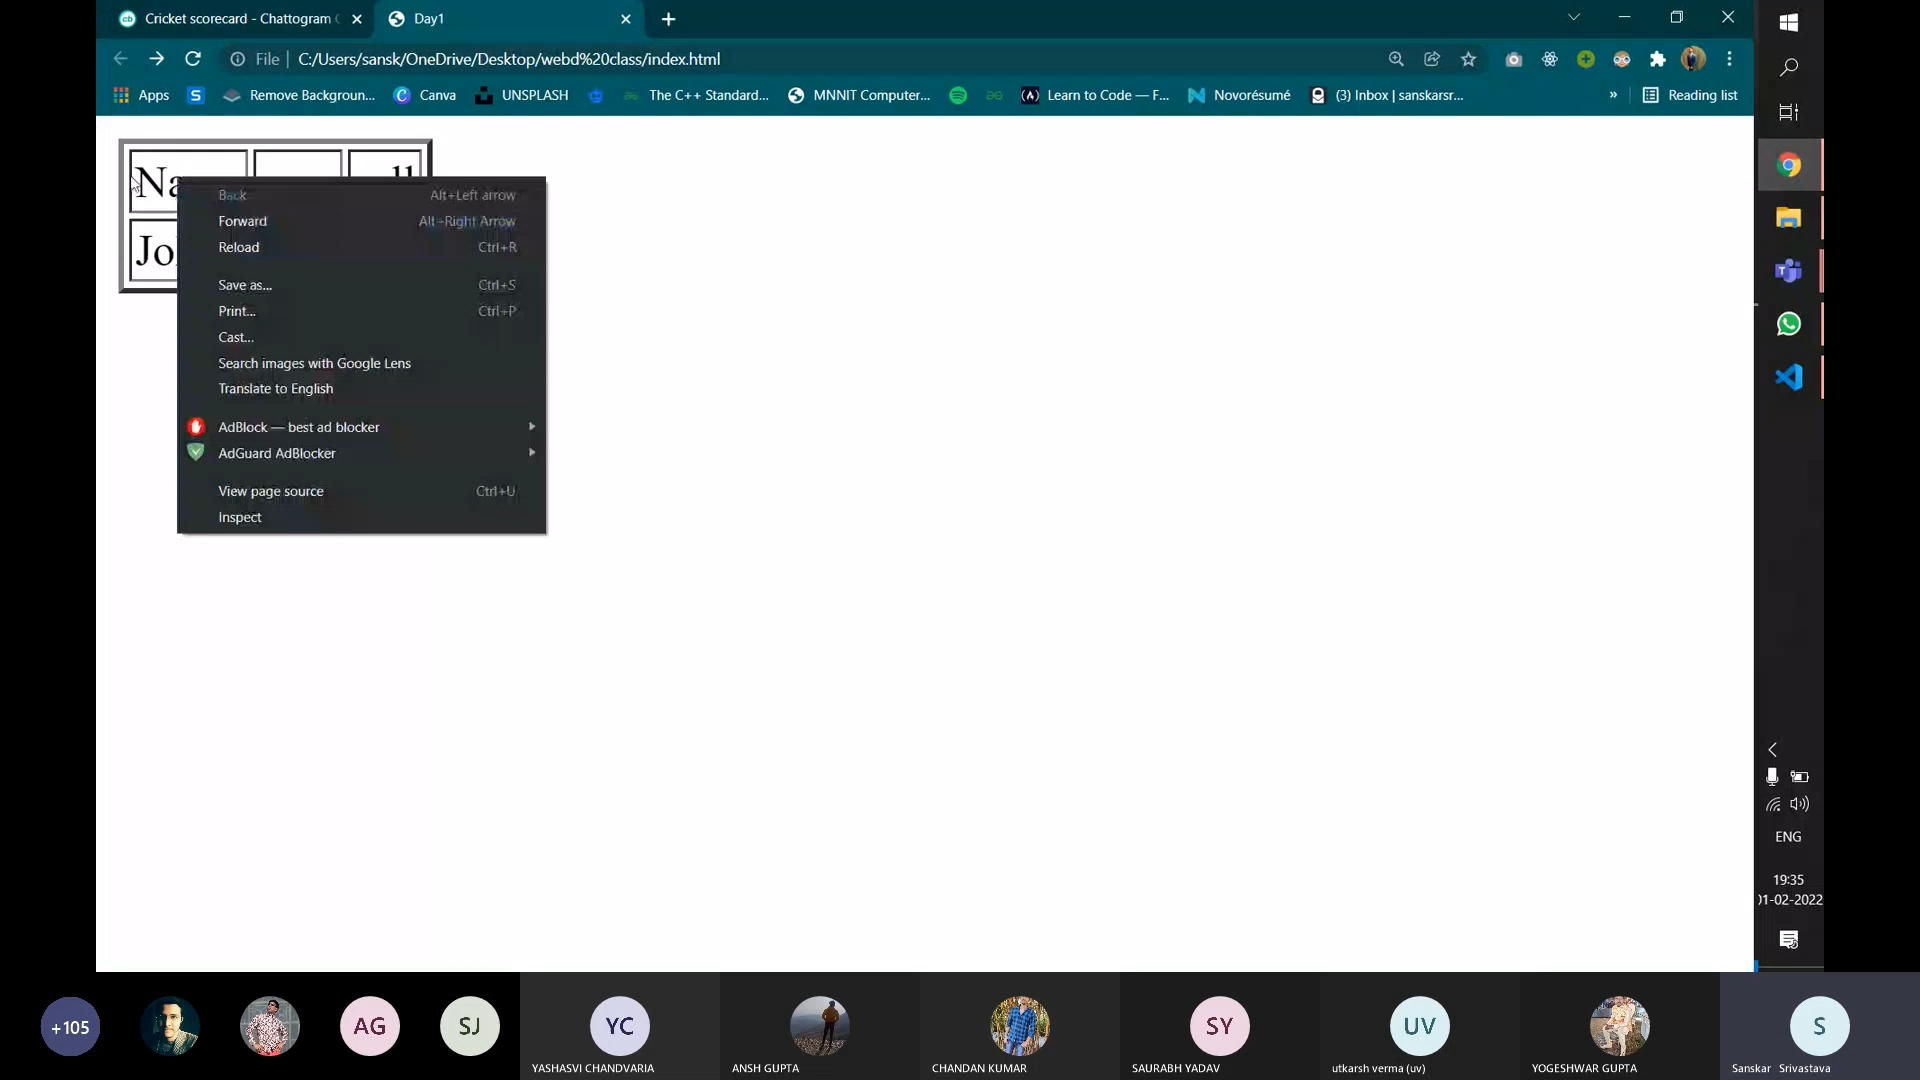 Cricket scorecard - Chattogram
Day1
File C:/Users/sansk/OneDrive/Desktop/webd%20class/index.html
Apps
S
Remove Backgroun...
Canva
UNSPLASH
The C++ Standard...
MNNIT Computer...
Learn to Code — F...
Novorésumé
(3) Inbox | sanskarsr...
»
Reading list
Back Alt+Left arrow
Forward Alt+Right Arrow
Reload Ctrl+R
Save as... Ctrl+S
Print... Ctrl+P
Cast...
Search images with Google Lens
Translate to English
AdBlock — best ad blocker
AdGuard AdBlocker
View page source Ctrl+U
Inspect
ENG
19:35
01-02-2022
+105
AG
SJ
YC
SY
UV
S
YASHASVI CHANDVARIA
ANSH GUPTA
CHANDAN KUMAR
SAURABH YADAV
utkarsh verma (uv)
YOGESHWAR GUPTA
Sanskar Srivastava